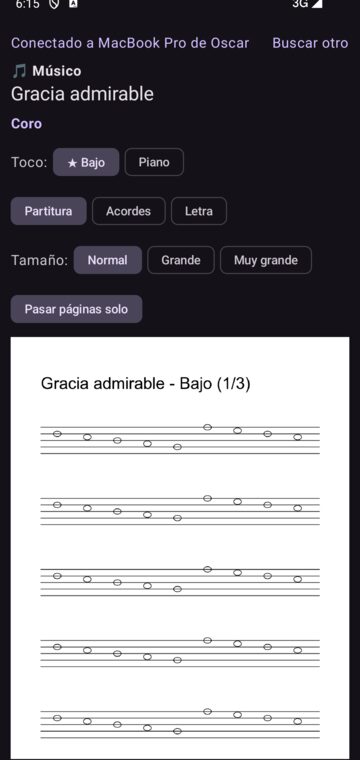 6:15 A 3G
Conectado a MacBook Pro de Oscar Buscar otro
🎵 Músico
Gracia admirable
Coro
Toco: ★ Bajo Piano
Partitura Acordes Letra
Tamaño: Normal Grande Muy grande
Pasar páginas solo
Gracia admirable - Bajo (1/3)